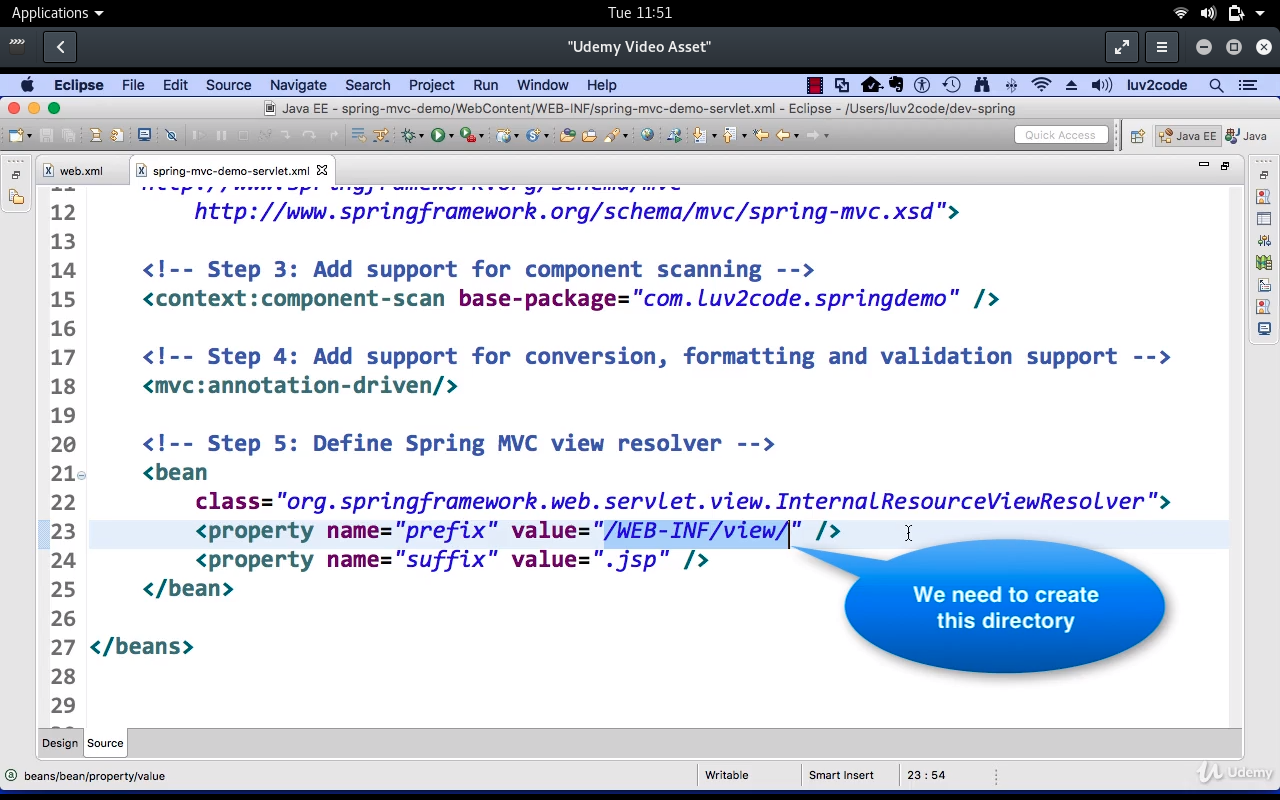 Applications
Tue 11:51
"Udemy Video Asset"
Eclipse File Edit Source Navigate Search Project Run Window Help luv2code
Java EE - spring-mvc-demo/WebContent/WEB-INF/spring-mvc-demo-servlet.xml - Eclipse - /Users/luv2code/dev-spring
Quick Access Java EE Java
web.xml spring-mvc-demo-servlet.xml
11 http://www.springframework.org/schema/mvc
12 http://www.springframework.org/schema/mvc/spring-mvc.xsd">
13
14 <!-- Step 3: Add support for component scanning -->
15 <context:component-scan base-package="com.luv2code.springdemo" />
16
17 <!-- Step 4: Add support for conversion, formatting and validation support -->
18 <mvc:annotation-driven/>
19
20 <!-- Step 5: Define Spring MVC view resolver -->
21 <bean
22 class="org.springframework.web.servlet.view.InternalResourceViewResolver">
23 <property name="prefix" value="/WEB-INF/view/" />
24 <property name="suffix" value=".jsp" />
25 </bean>
26
27 </beans>
28
29
We need to create
this directory
Design Source
beans/bean/property/value Writable Smart Insert 23 : 54
Udemy